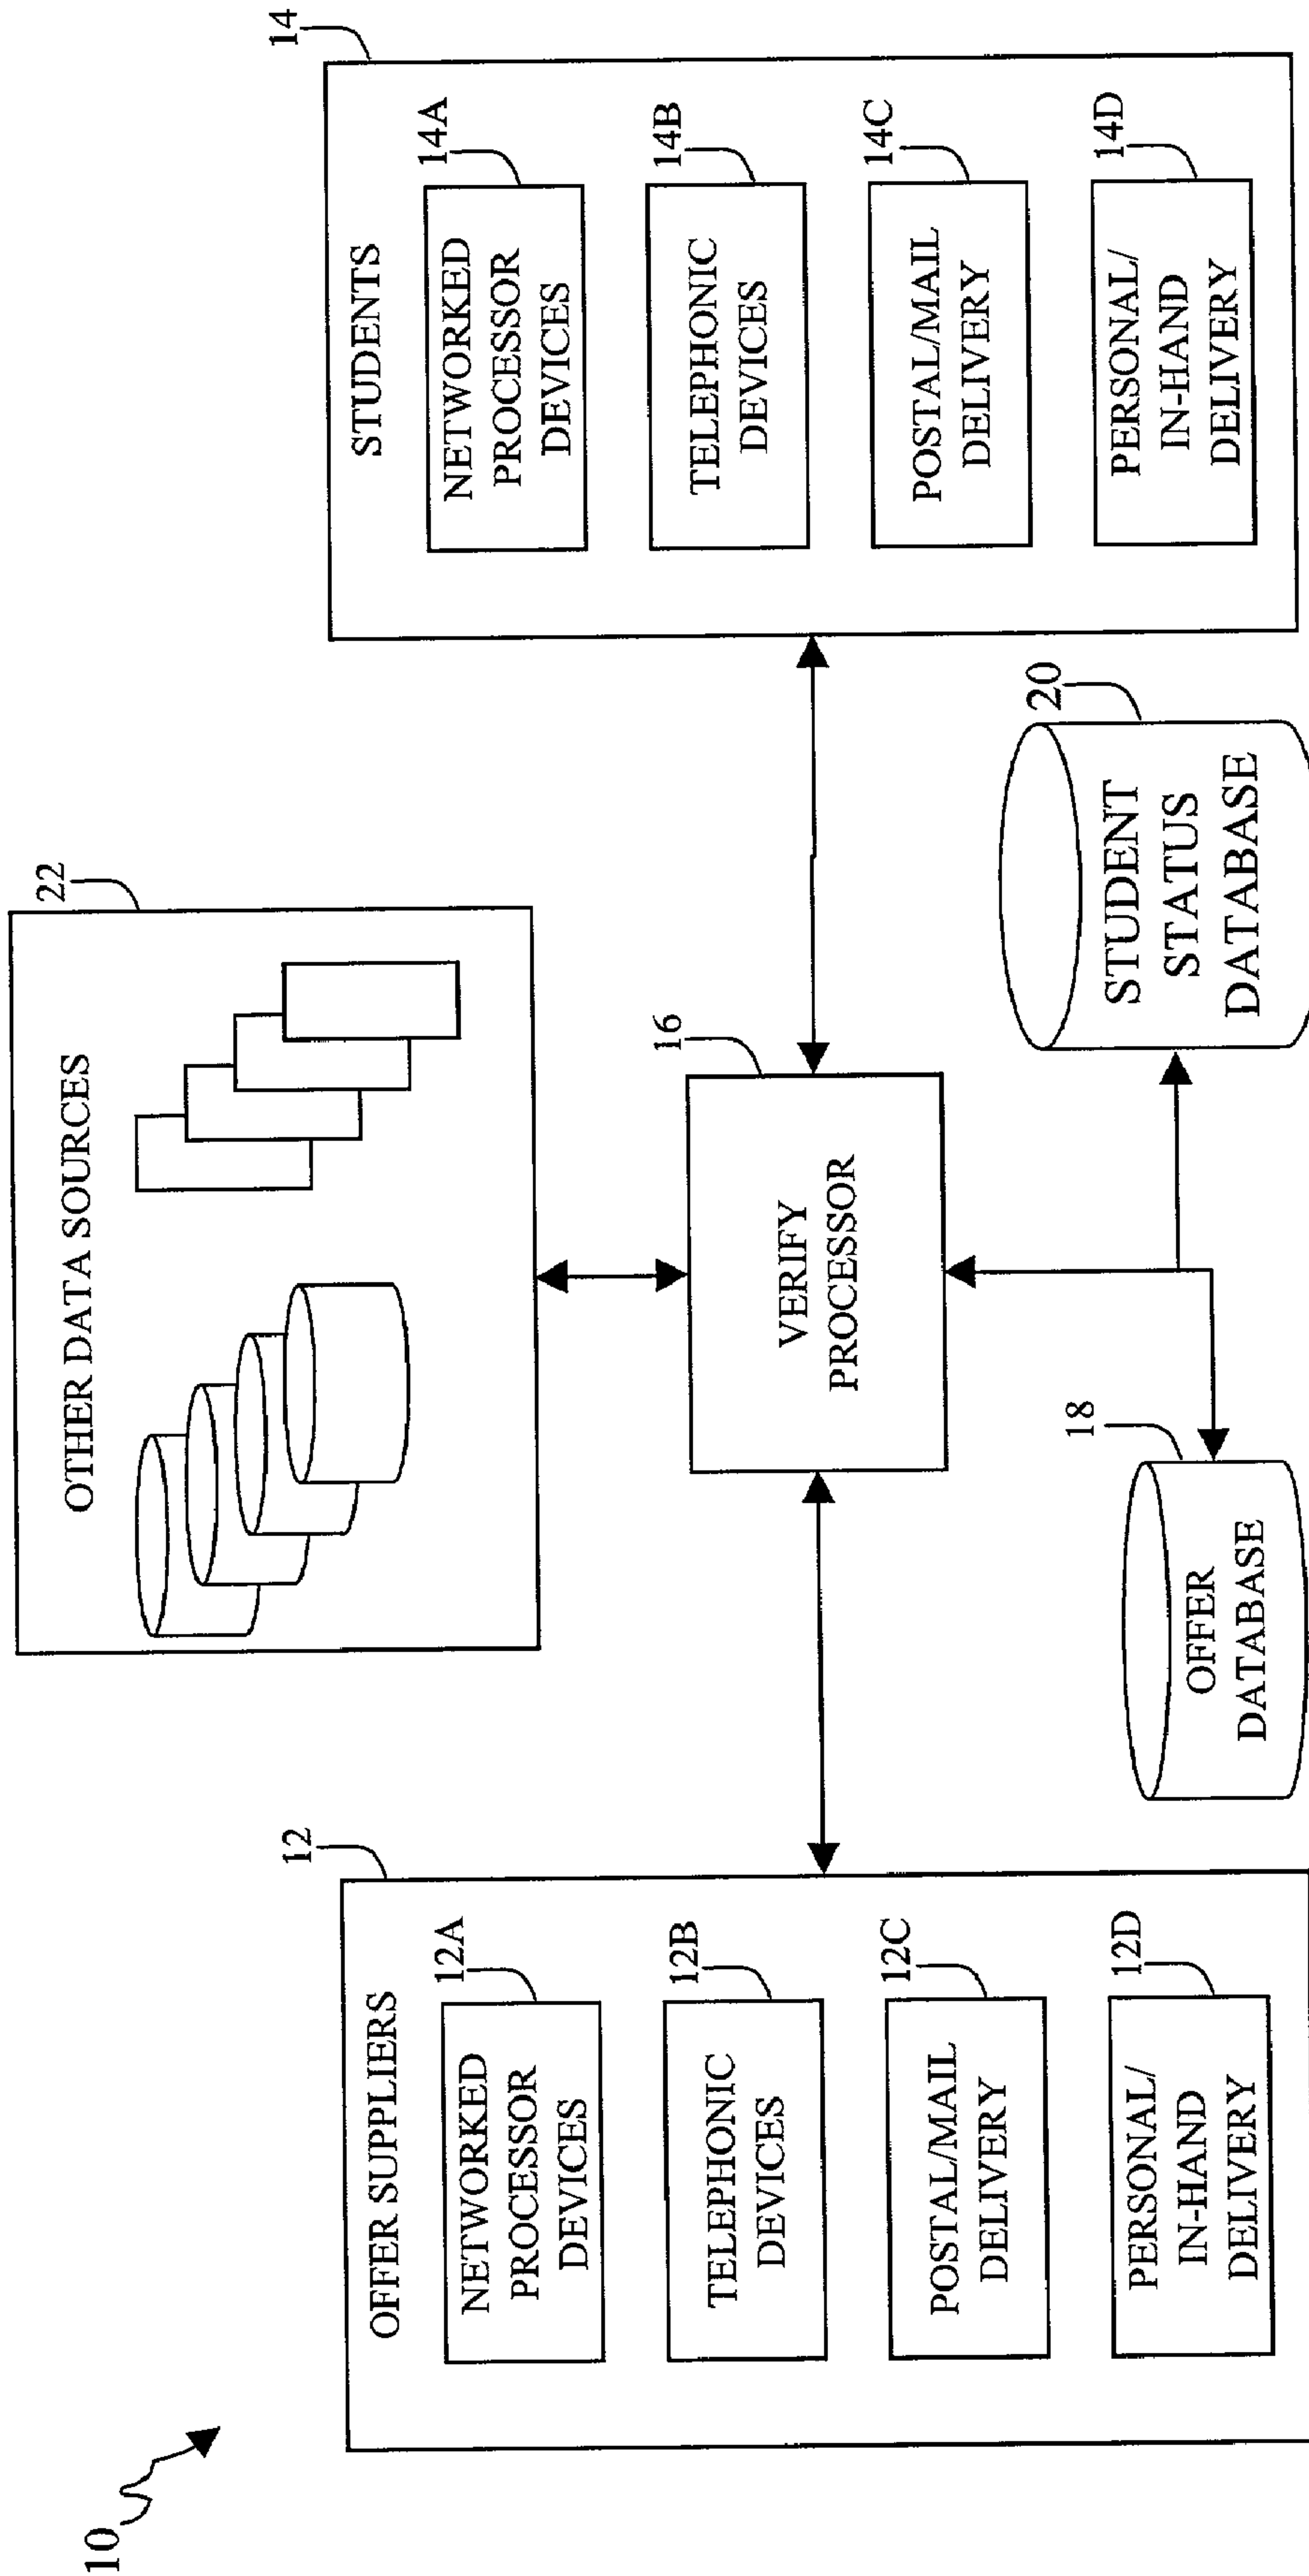 10
OTHER DATA SOURCES
22
OFFER SUPPLIERS
12
NETWORKED
PROCESSOR
DEVICES
12A
TELEPHONIC
DEVICES
12B
POSTAL/MAIL
DELIVERY
12C
PERSONAL/
IN-HAND
DELIVERY
12D
VERIFY
PROCESSOR
16
OFFER
DATABASE
18
STUDENT
STATUS
DATABASE
20
STUDENTS
14
NETWORKED
PROCESSOR
DEVICES
14A
TELEPHONIC
DEVICES
14B
POSTAL/MAIL
DELIVERY
14C
PERSONAL/
IN-HAND
DELIVERY
14D